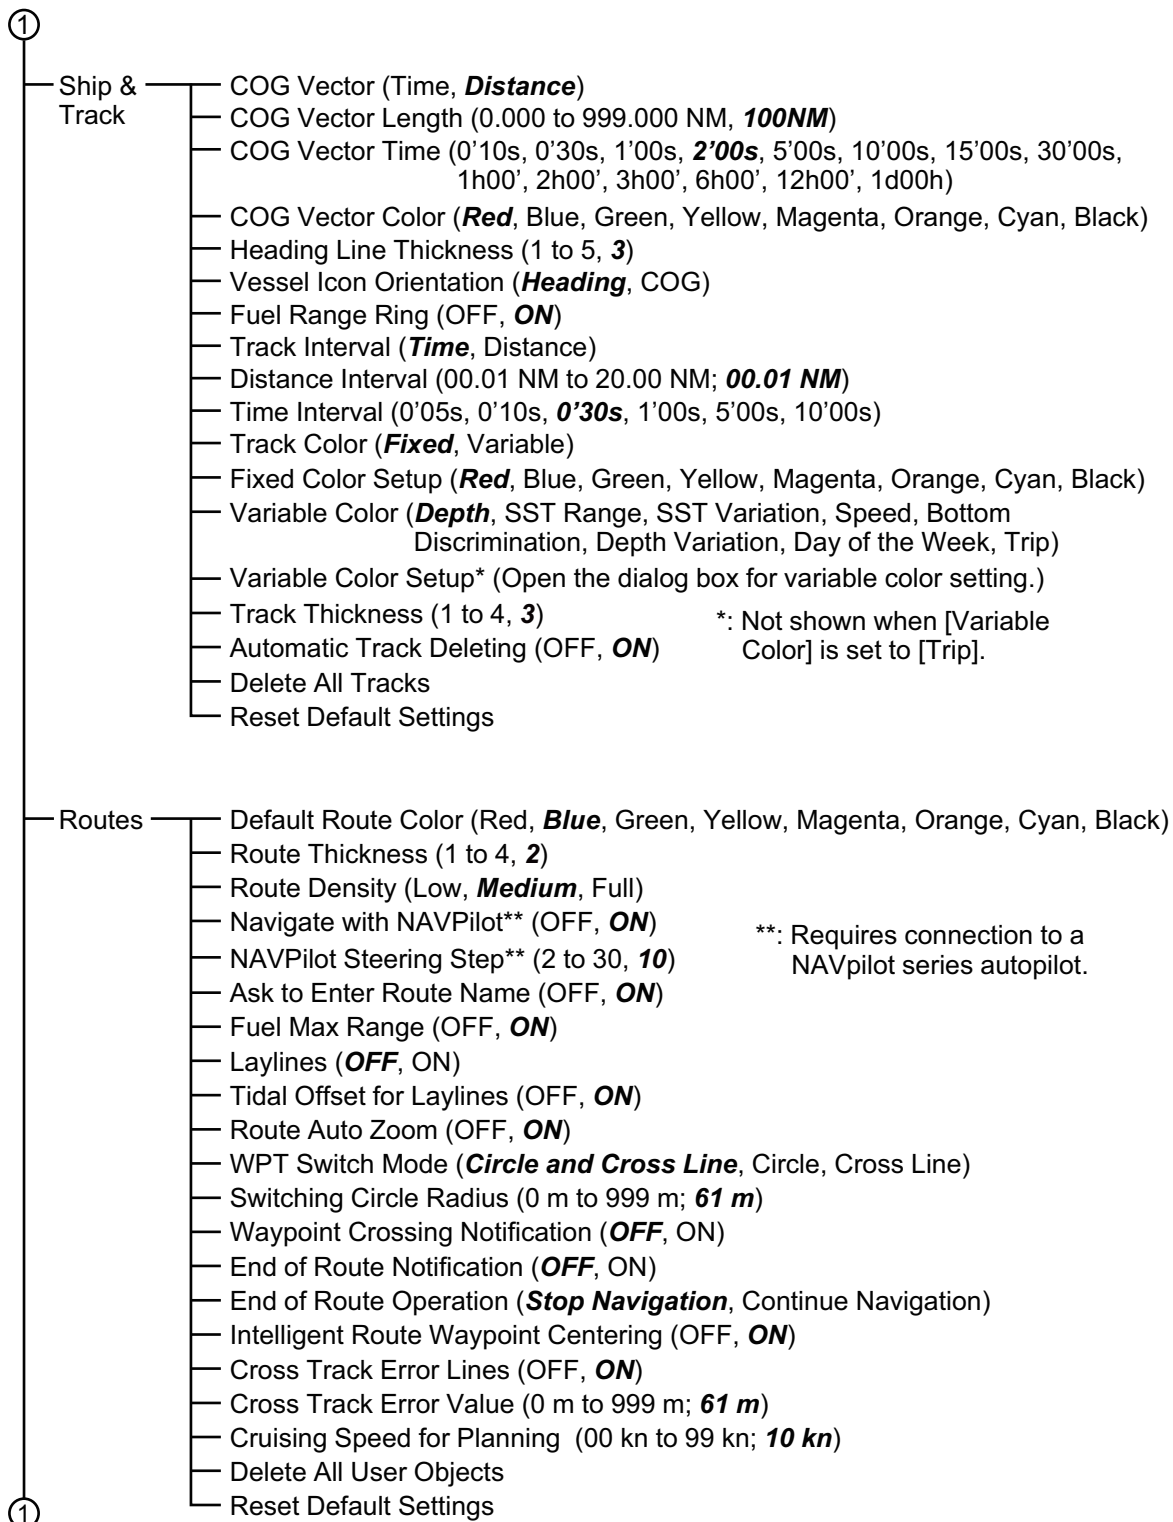 1
Ship &
Track
COG Vector (Time, Distance)
COG Vector Length (0.000 to 999.000 NM, 100NM)
COG Vector Time (0’10s, 0’30s, 1’00s, 2’00s, 5’00s, 10’00s, 15’00s, 30’00s,
1h00’, 2h00’, 3h00’, 6h00’, 12h00’, 1d00h)
COG Vector Color (Red, Blue, Green, Yellow, Magenta, Orange, Cyan, Black)
Heading Line Thickness (1 to 5, 3)
Vessel Icon Orientation (Heading, COG)
Fuel Range Ring (OFF, ON)
Track Interval (Time, Distance)
Distance Interval (00.01 NM to 20.00 NM; 00.01 NM)
Time Interval (0’05s, 0’10s, 0’30s, 1’00s, 5’00s, 10’00s)
Track Color (Fixed, Variable)
Fixed Color Setup (Red, Blue, Green, Yellow, Magenta, Orange, Cyan, Black)
Variable Color (Depth, SST Range, SST Variation, Speed, Bottom
Discrimination, Depth Variation, Day of the Week, Trip)
Variable Color Setup* (Open the dialog box for variable color setting.)
Track Thickness (1 to 4, 3)
Automatic Track Deleting (OFF, ON)
Delete All Tracks
Reset Default Settings
*: Not shown when [Variable
Color] is set to [Trip].
Routes
Default Route Color (Red, Blue, Green, Yellow, Magenta, Orange, Cyan, Black)
Route Thickness (1 to 4, 2)
Route Density (Low, Medium, Full)
Navigate with NAVPilot** (OFF, ON)
NAVPilot Steering Step** (2 to 30, 10)
**: Requires connection to a
NAVpilot series autopilot.
Ask to Enter Route Name (OFF, ON)
Fuel Max Range (OFF, ON)
Laylines (OFF, ON)
Tidal Offset for Laylines (OFF, ON)
Route Auto Zoom (OFF, ON)
WPT Switch Mode (Circle and Cross Line, Circle, Cross Line)
Switching Circle Radius (0 m to 999 m; 61 m)
Waypoint Crossing Notification (OFF, ON)
End of Route Notification (OFF, ON)
End of Route Operation (Stop Navigation, Continue Navigation)
Intelligent Route Waypoint Centering (OFF, ON)
Cross Track Error Lines (OFF, ON)
Cross Track Error Value (0 m to 999 m; 61 m)
Cruising Speed for Planning (00 kn to 99 kn; 10 kn)
Delete All User Objects
Reset Default Settings
1